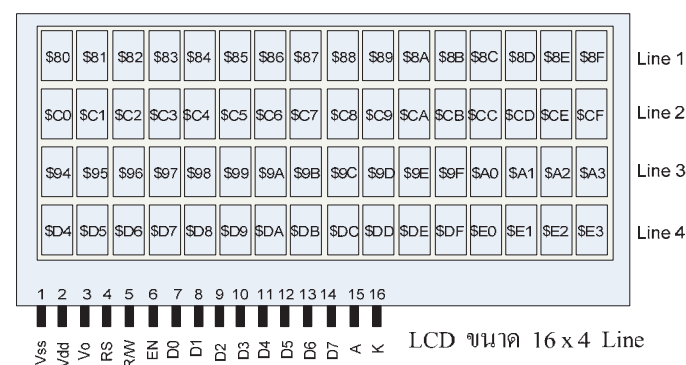 $80 $81 $82 $83 $84 $85 $86 $87 $88 $89 $8A $8B $8C $8D $8E $8F Line 1
$C0 $C1 $C2 $C3 $C4 $C5 $C6 $C7 $C8 $C9 $CA $CB $CC $CD $CE $CF Line 2
$94 $95 $96 $97 $98 $99 $9A $9B $9C $9D $9E $9F $A0 $A1 $A2 $A3 Line 3
$D4 $D5 $D6 $D7 $D8 $D9 $DA $DB $DC $DD $DE $DF $E0 $E1 $E2 $E3 Line 4
1 2 3 4 5 6 7 8 9 10 11 12 13 14 15 16
Vss Vdd Vo RS R/W EN D0 D1 D2 D3 D4 D5 D6 D7 A K
LCD ขนาด 16 x 4 Line